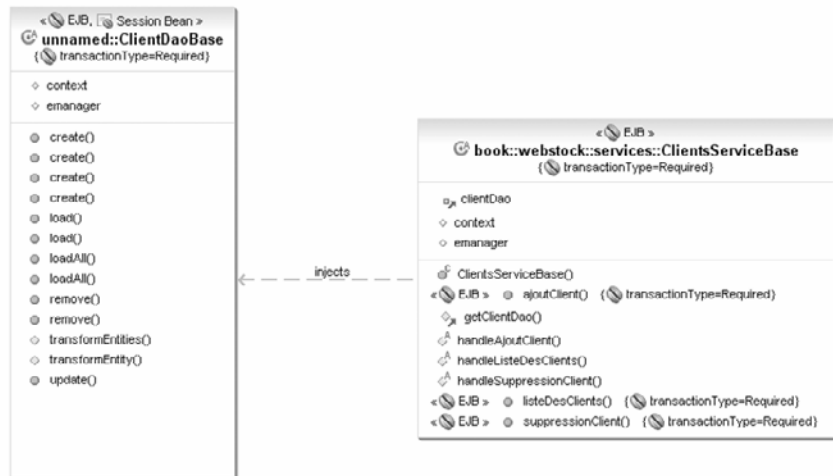 « EJB, Session Bean »
unnamed::ClientDaoBase
{ transactionType=Required}
context
emanager
create()
create()
create()
create()
load()
load()
loadAll()
loadAll()
remove()
remove()
transformEntities()
transformEntity()
update()
injects
« EJB »
book::webstock::services::ClientsServiceBase
{ transactionType=Required}
clientDao
context
emanager
ClientsServiceBase()
« EJB » ajoutClient() { transactionType=Required}
getClientDao()
handleAjoutClient()
handleListeDesClients()
handleSuppressionClient()
« EJB » listeDesClients() { transactionType=Required}
« EJB » suppressionClient() { transactionType=Required}